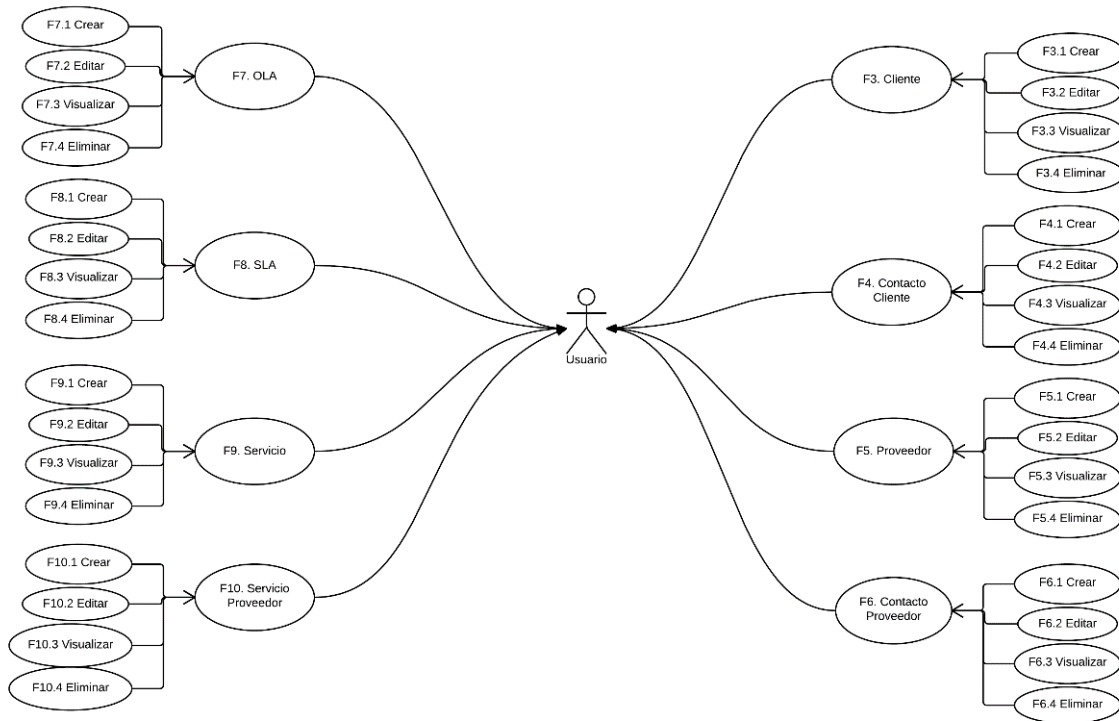 F7.1 Crear
F7.2 Editar
F7.3 Visualizar
F7.4 Eliminar
F7. OLA
F8.1 Crear
F8.2 Editar
F8.3 Visualizar
F8.4 Eliminar
F8. SLA
F9.1 Crear
F9.2 Editar
F9.3 Visualizar
F9.4 Eliminar
F9. Servicio
F10.1 Crear
F10.2 Editar
F10.3 Visualizar
F10.4 Eliminar
F10. Servicio
Proveedor
Usuario
F3. Cliente
F3.1 Crear
F3.2 Editar
F3.3 Visualizar
F3.4 Eliminar
F4. Contacto
Cliente
F4.1 Crear
F4.2 Editar
F4.3 Visualizar
F4.4 Eliminar
F5. Proveedor
F5.1 Crear
F5.2 Editar
F5.3 Visualizar
F5.4 Eliminar
F6. Contacto
Proveedor
F6.1 Crear
F6.2 Editar
F6.3 Visualizar
F6.4 Eliminar